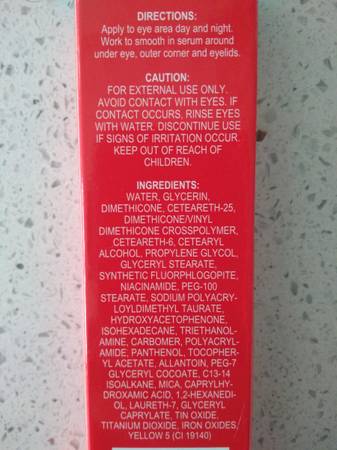 DIRECTIONS:
Apply to eye area day and night.
Work to smooth in serum around
under eye, outer corner and eyelids.
CAUTION:
FOR EXTERNAL USE ONLY.
AVOID CONTACT WITH EYES. IF
CONTACT OCCURS, RINSE EYES
WITH WATER. DISCONTINUE USE
IF SIGNS OF IRRITATION OCCUR.
KEEP OUT OF REACH OF
CHILDREN.
INGREDIENTS:
WATER, GLYCERIN,
DIMETHICONE, CETEARETH-25,
DIMETHICONE/VINYL
DIMETHICONE CROSSPOLYMER,
CETEARETH-6, CETEARYL
ALCOHOL, PROPYLENE GLYCOL,
GLYCERYL STEARATE,
SYNTHETIC FLUORPHLOGOPITE,
NIACINAMIDE, PEG-100
STEARATE, SODIUM POLYACRY-
LOYLDIMETHYL TAURATE,
HYDROXYACETOPHENONE,
ISOHEXADECANE, TRIETHANOL-
AMINE, CARBOMER, POLYACRYL-
AMIDE, PANTHENOL, TOCOPHER-
YL ACETATE, ALLANTOIN, PEG-7
GLYCERYL COCOATE, C13-14
ISOALKANE, MICA, CAPRYLHY-
DROXAMIC ACID, 1,2-HEXANEDI-
OL, LAURETH-7, GLYCERYL
CAPRYLATE, TIN OXIDE,
TITANIUM DIOXIDE, IRON OXIDES,
YELLOW 5 (CI 19140)